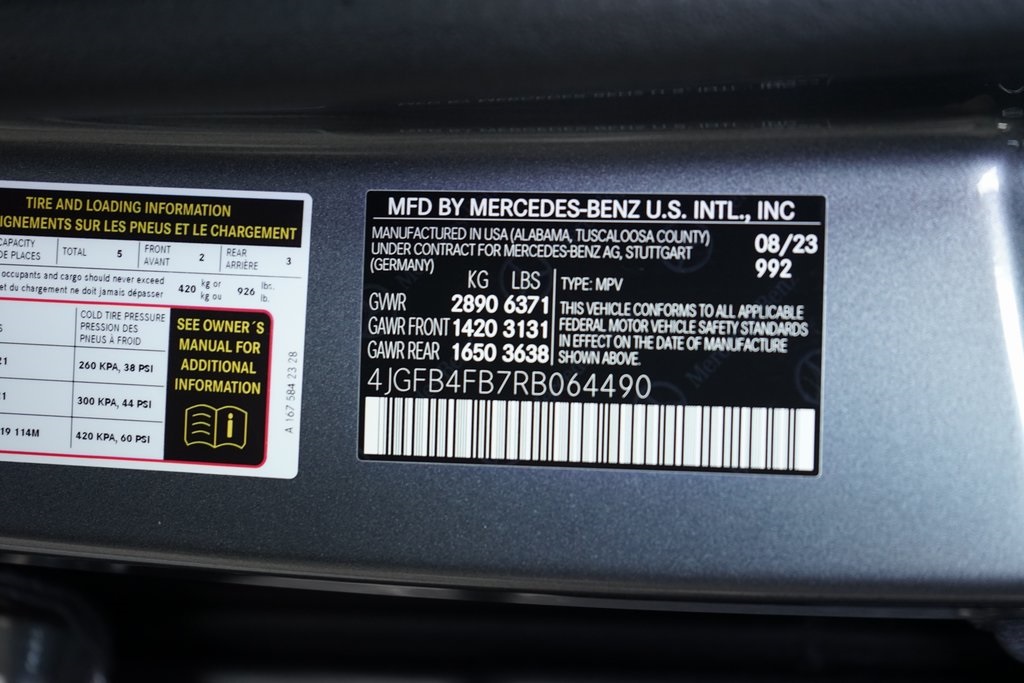 TIRE AND LOADING INFORMATION
IGNEMENTS SUR LES PNEUS ET LE CHARGEMENT
CAPACITY
DE PLACES
TOTAL 5
FRONT
AVANT
2
REAR
ARRIÈRE
3
occupants and cargo should never exceed
et du chargement ne doit jamais dépasser
420 kg or
kg ou
926 lbs.
lb.
COLD TIRE PRESSURE
PRESSION DES
PNEUS À FROID
21 260 KPA, 38 PSI
21 300 KPA, 44 PSI
19 114M 420 KPA, 60 PSI
SEE OWNER´S
MANUAL FOR
ADDITIONAL
INFORMATION
A 167 584 23 28
MFD BY MERCEDES-BENZ U.S. INTL., INC
MANUFACTURED IN USA (ALABAMA, TUSCALOOSA COUNTY)
UNDER CONTRACT FOR MERCEDES-BENZ AG, STUTTGART
(GERMANY)
08/23
992
KG LBS
GWR 2890 6371
GAWR FRONT 1420 3131
GAWR REAR 1650 3638
TYPE: MPV
THIS VEHICLE CONFORMS TO ALL APPLICABLE
FEDERAL MOTOR VEHICLE SAFETY STANDARDS
IN EFFECT ON THE DATE OF MANUFACTURE
SHOWN ABOVE.
4JGFB4FB7RB064490